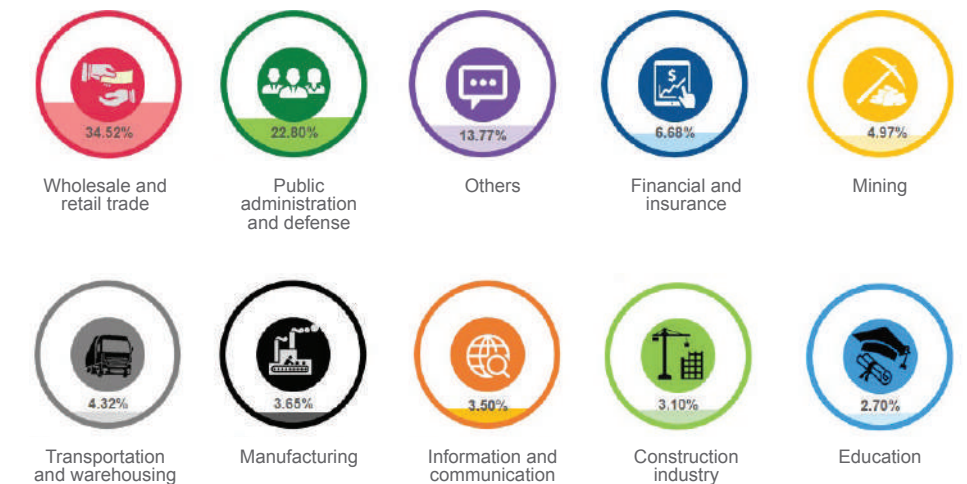 34.52%
22.80%
13.77%
6.68%
4.97%
Wholesale and
retail trade
Public
administration
and defense
Others
Financial and
insurance
Mining
4.32%
3.65%
3.50%
3.10%
2.70%
Transportation
and warehousing
Manufacturing
Information and
communication
Construction
industry
Education